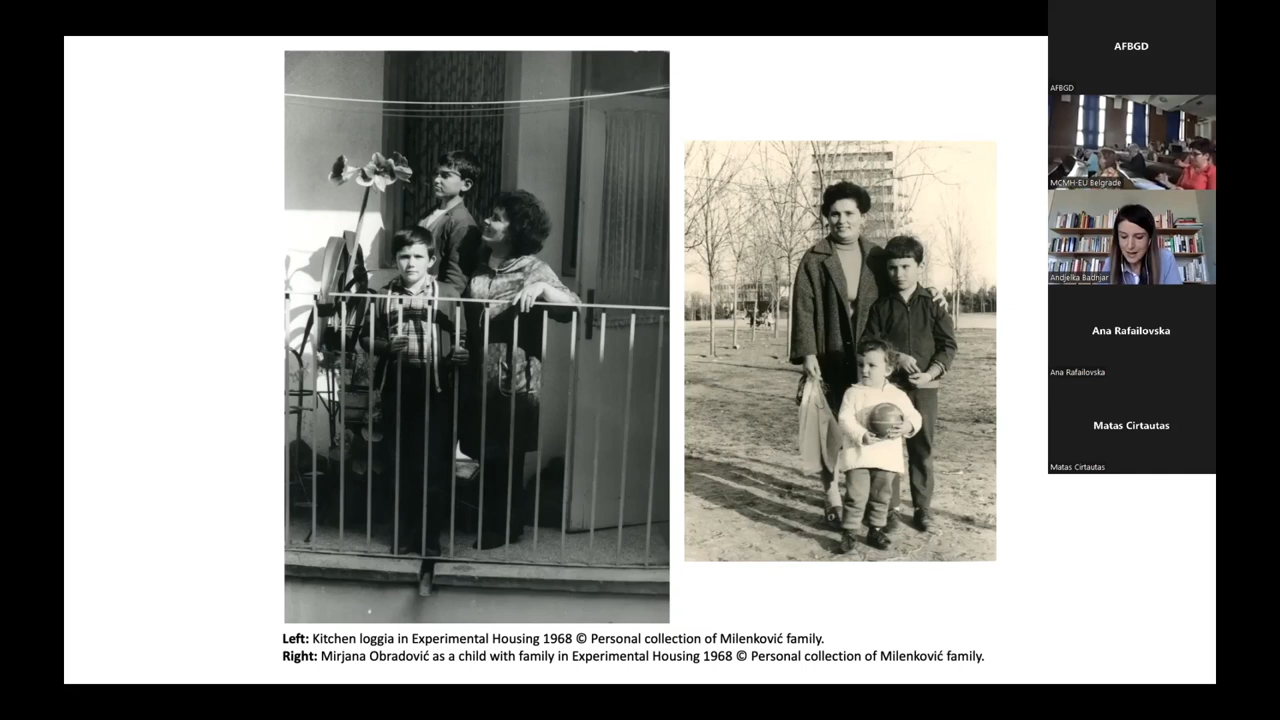 Left: Kitchen loggia in Experimental Housing 1968 © Personal collection of Milenković family.
Right: Mirjana Obradović as a child with family in Experimental Housing 1968 © Personal collection of Milenković family.
AFBGD
AFBGD
MCMH-EU Belgrade
Andjelka Badnjar
Ana Rafailovska
Ana Rafailovska
Matas Cirtautas
Matas Cirtautas